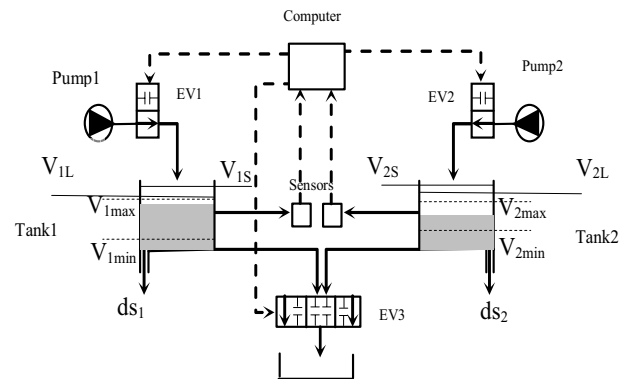 Computer
Pump1
EV1
EV2
Pump2
V1L
V1S
Sensors
V2S
V2L
V1max
V2max
Tank1
V1min
V2min
Tank2
ds1
EV3
ds2